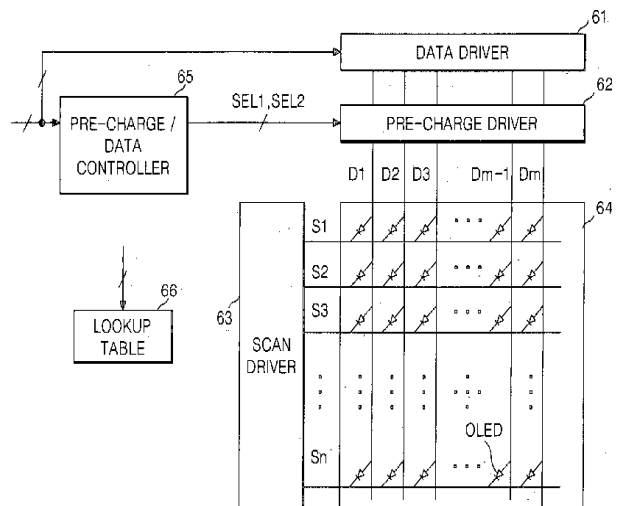 61
DATA DRIVER
65
62
SEL1,SEL2
PRE-CHARGE /
DATA
CONTROLLER
PRE-CHARGE DRIVER
D1 D2 D3 Dm-1 Dm
64
S1
S2
66
63
S3
LOOKUP
TABLE
SCAN
DRIVER
OLED
Sn